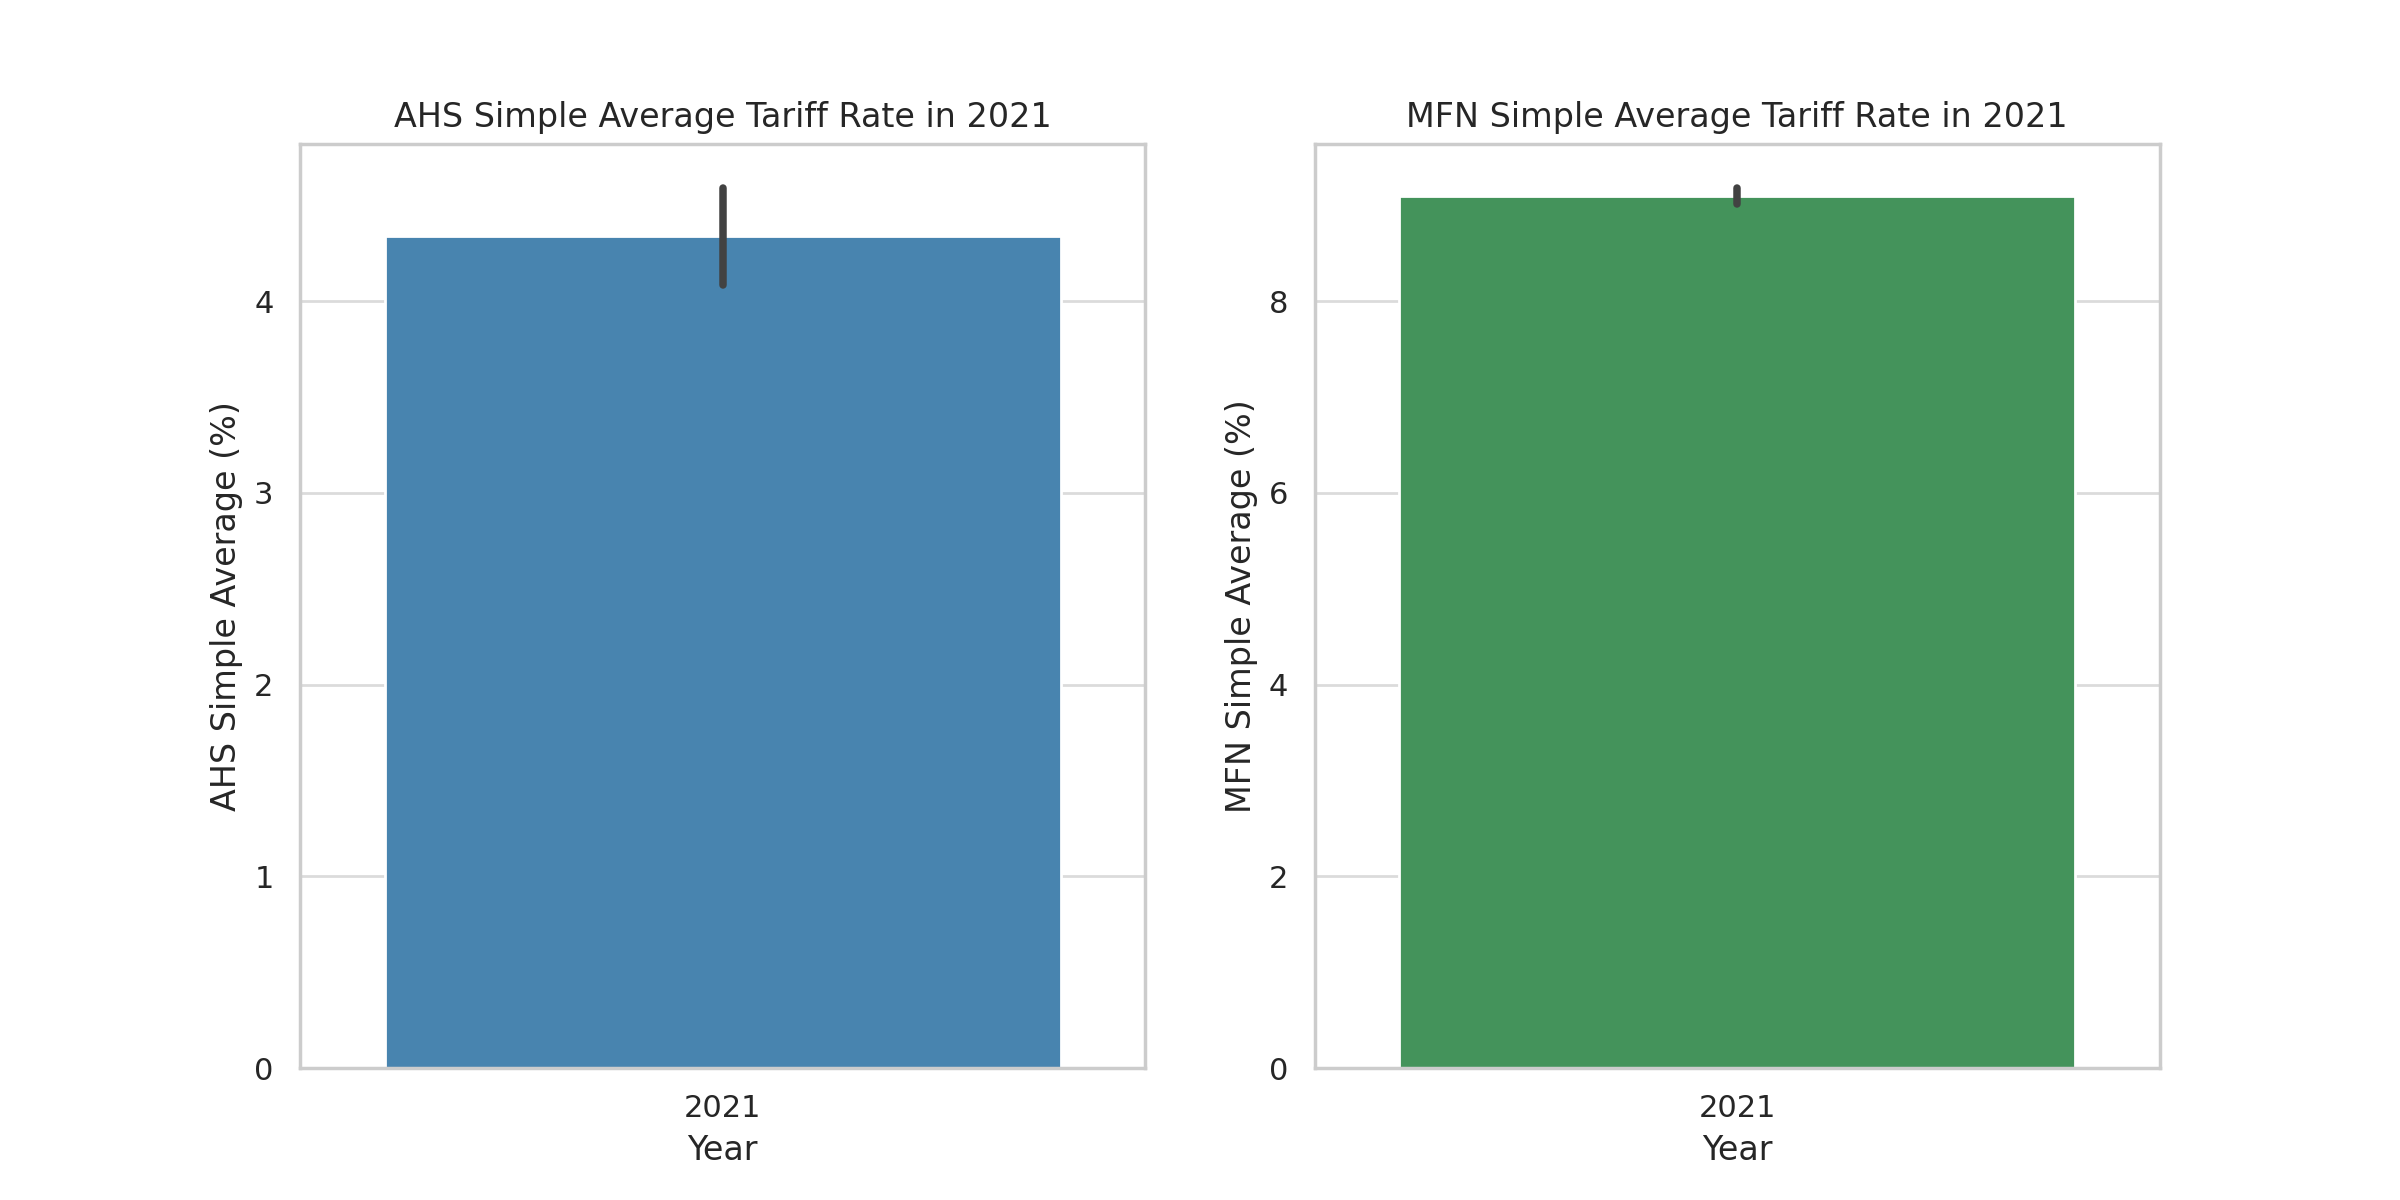 AHS Simple Average Tariff Rate in 2021
AHS Simple Average (%)
4
3
2
1
0
2021
Year
MFN Simple Average Tariff Rate in 2021
MFN Simple Average (%)
8
6
4
2
0
2021
Year